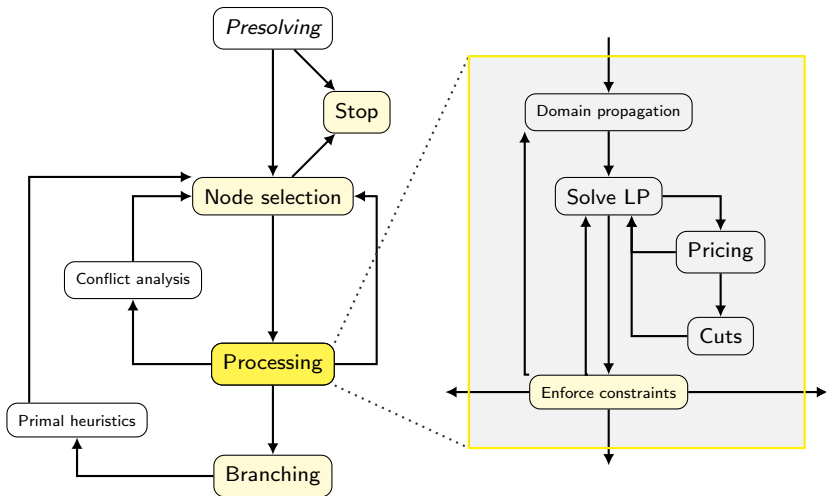 Presolving
Stop
Node selection
Conflict analysis
Processing
Primal heuristics
Branching
Domain propagation
Solve LP
Pricing
Cuts
Enforce constraints